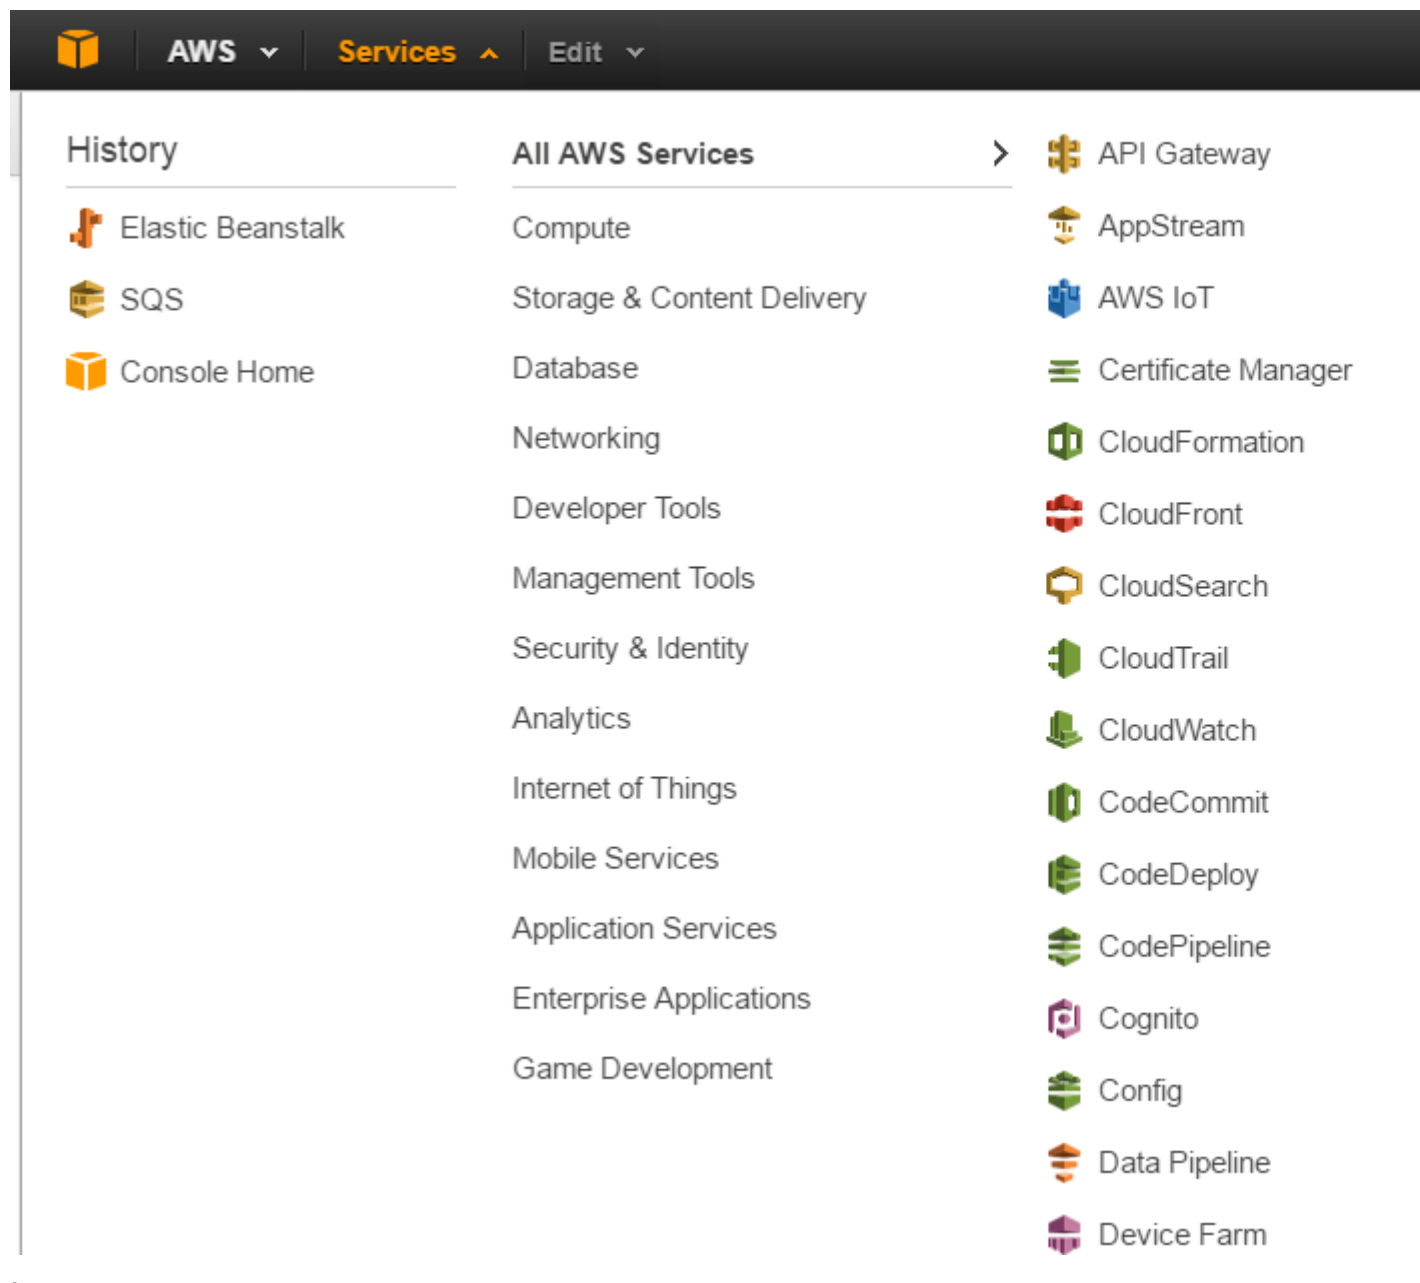 AWS Services Edit
History
Elastic Beanstalk
SQS
Console Home
All AWS Services
Compute
Storage & Content Delivery
Database
Networking
Developer Tools
Management Tools
Security & Identity
Analytics
Internet of Things
Mobile Services
Application Services
Enterprise Applications
Game Development
API Gateway
AppStream
AWS IoT
Certificate Manager
CloudFormation
CloudFront
CloudSearch
CloudTrail
CloudWatch
CodeCommit
CodeDeploy
CodePipeline
Cognito
Config
Data Pipeline
Device Farm